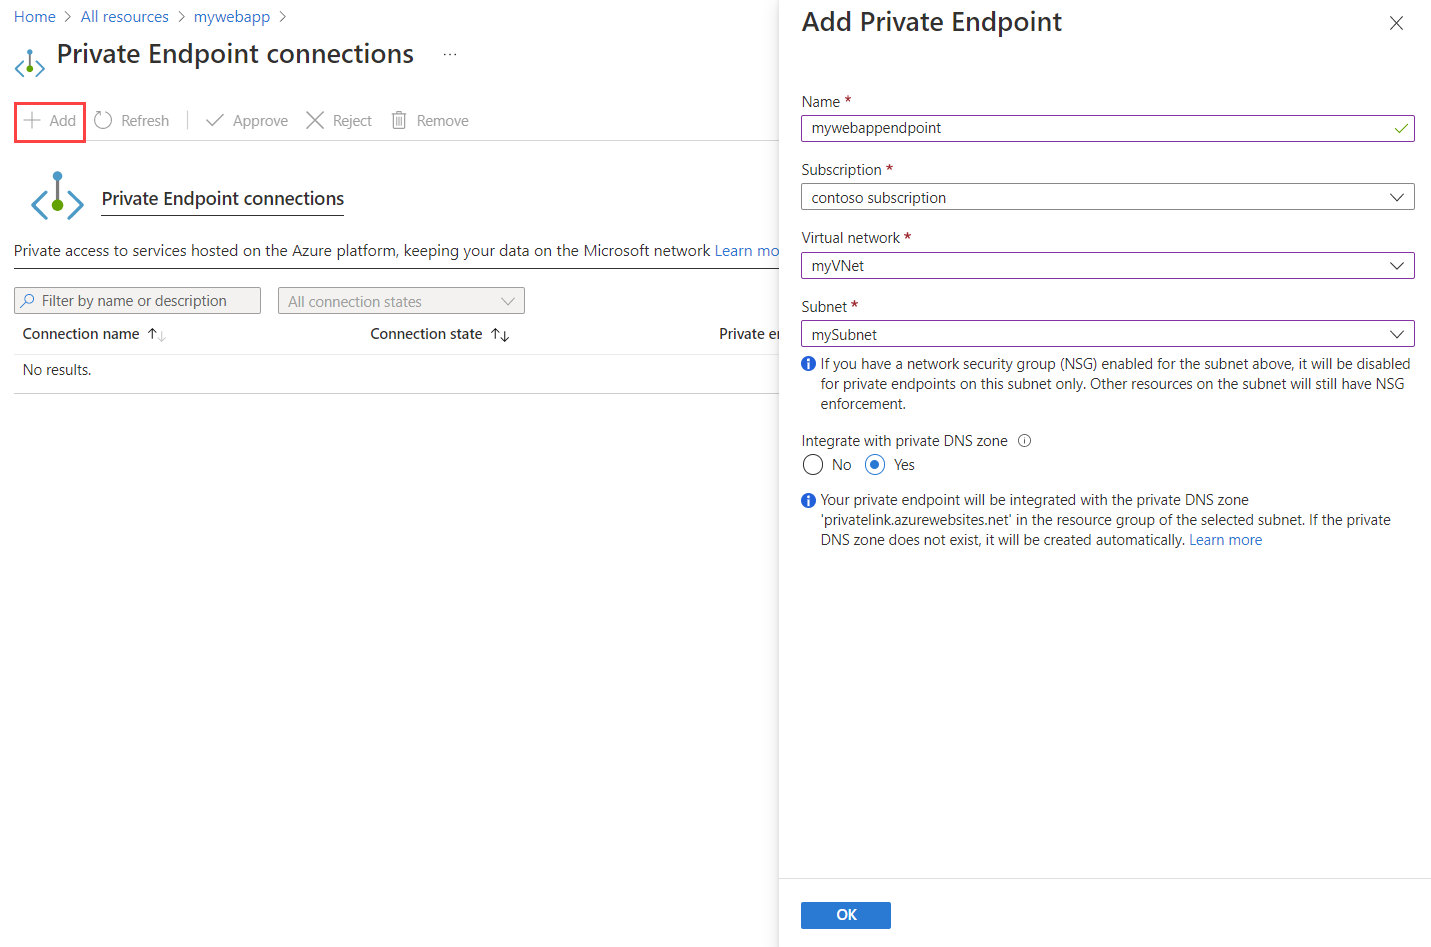 Home > All resources > mywebapp >
Private Endpoint connections ...
Add Refresh Approve Reject Remove
Private Endpoint connections
Private access to services hosted on the Azure platform, keeping your data on the Microsoft network Learn mo
Filter by name or description All connection states
Connection name Connection state Private e
No results.
Add Private Endpoint
Name *
mywebappendpoint
Subscription *
contoso subscription
Virtual network *
myVNet
Subnet *
mySubnet
If you have a network security group (NSG) enabled for the subnet above, it will be disabled
for private endpoints on this subnet only. Other resources on the subnet will still have NSG
enforcement.
Integrate with private DNS zone
No Yes
Your private endpoint will be integrated with the private DNS zone
'privatelink.azurewebsites.net' in the resource group of the selected subnet. If the private
DNS zone does not exist, it will be created automatically. Learn more
OK